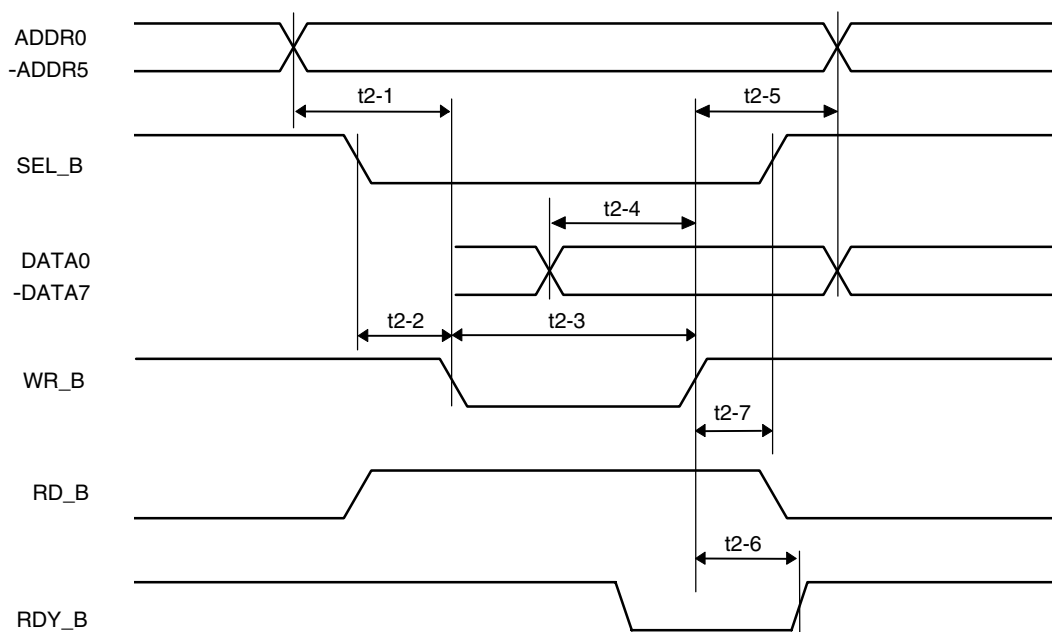 ADDR0
-ADDR5
t2-1
t2-5
SEL_B
t2-4
DATA0
-DATA7
t2-2
t2-3
WR_B
t2-7
RD_B
t2-6
RDY_B